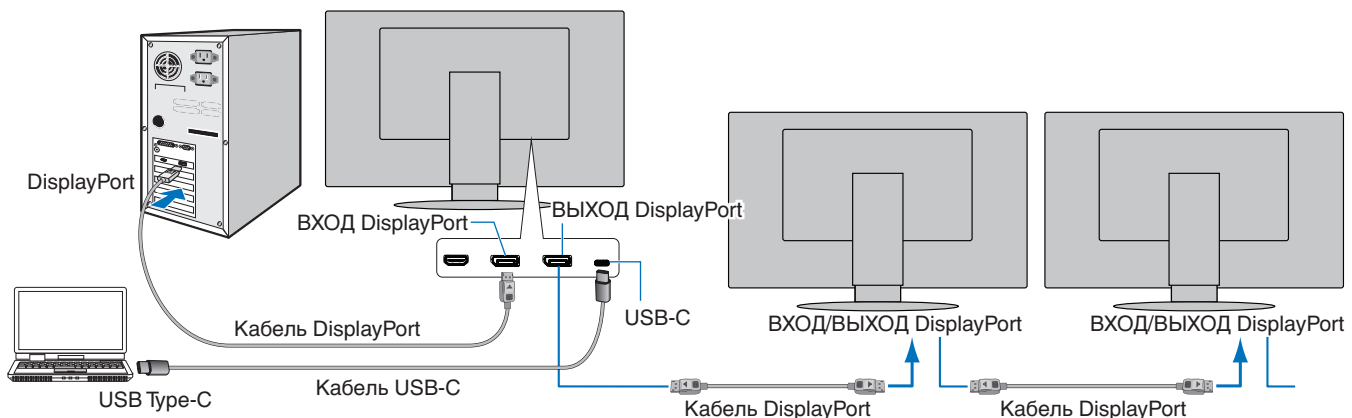 DisplayPort
ВХОД DisplayPort
ВЫХОД DisplayPort
USB-C
Кабель DisplayPort
USB Type-C
Кабель USB-C
ВХОД/ВЫХОД DisplayPort
ВХОД/ВЫХОД DisplayPort
Кабель DisplayPort
Кабель DisplayPort